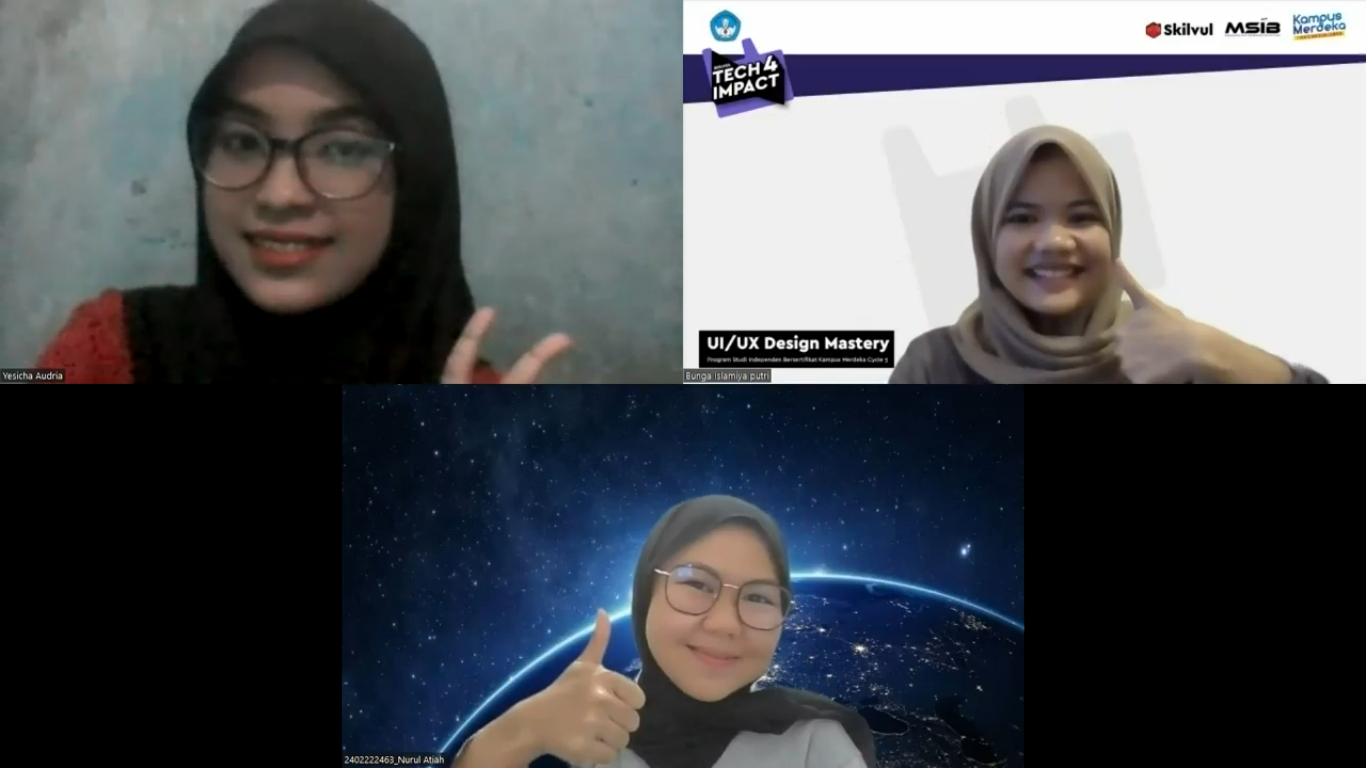 Skilvul
MSIB
Kampus
Merdeka
TECH 4
IMPACT
UI/UX Design Mastery
Program Studi Independen Bersertifikat Kampus Merdeka Cycle 5
Yesicha Audria
Bunga Islamiya putri
2402222463_Nurul Atiah